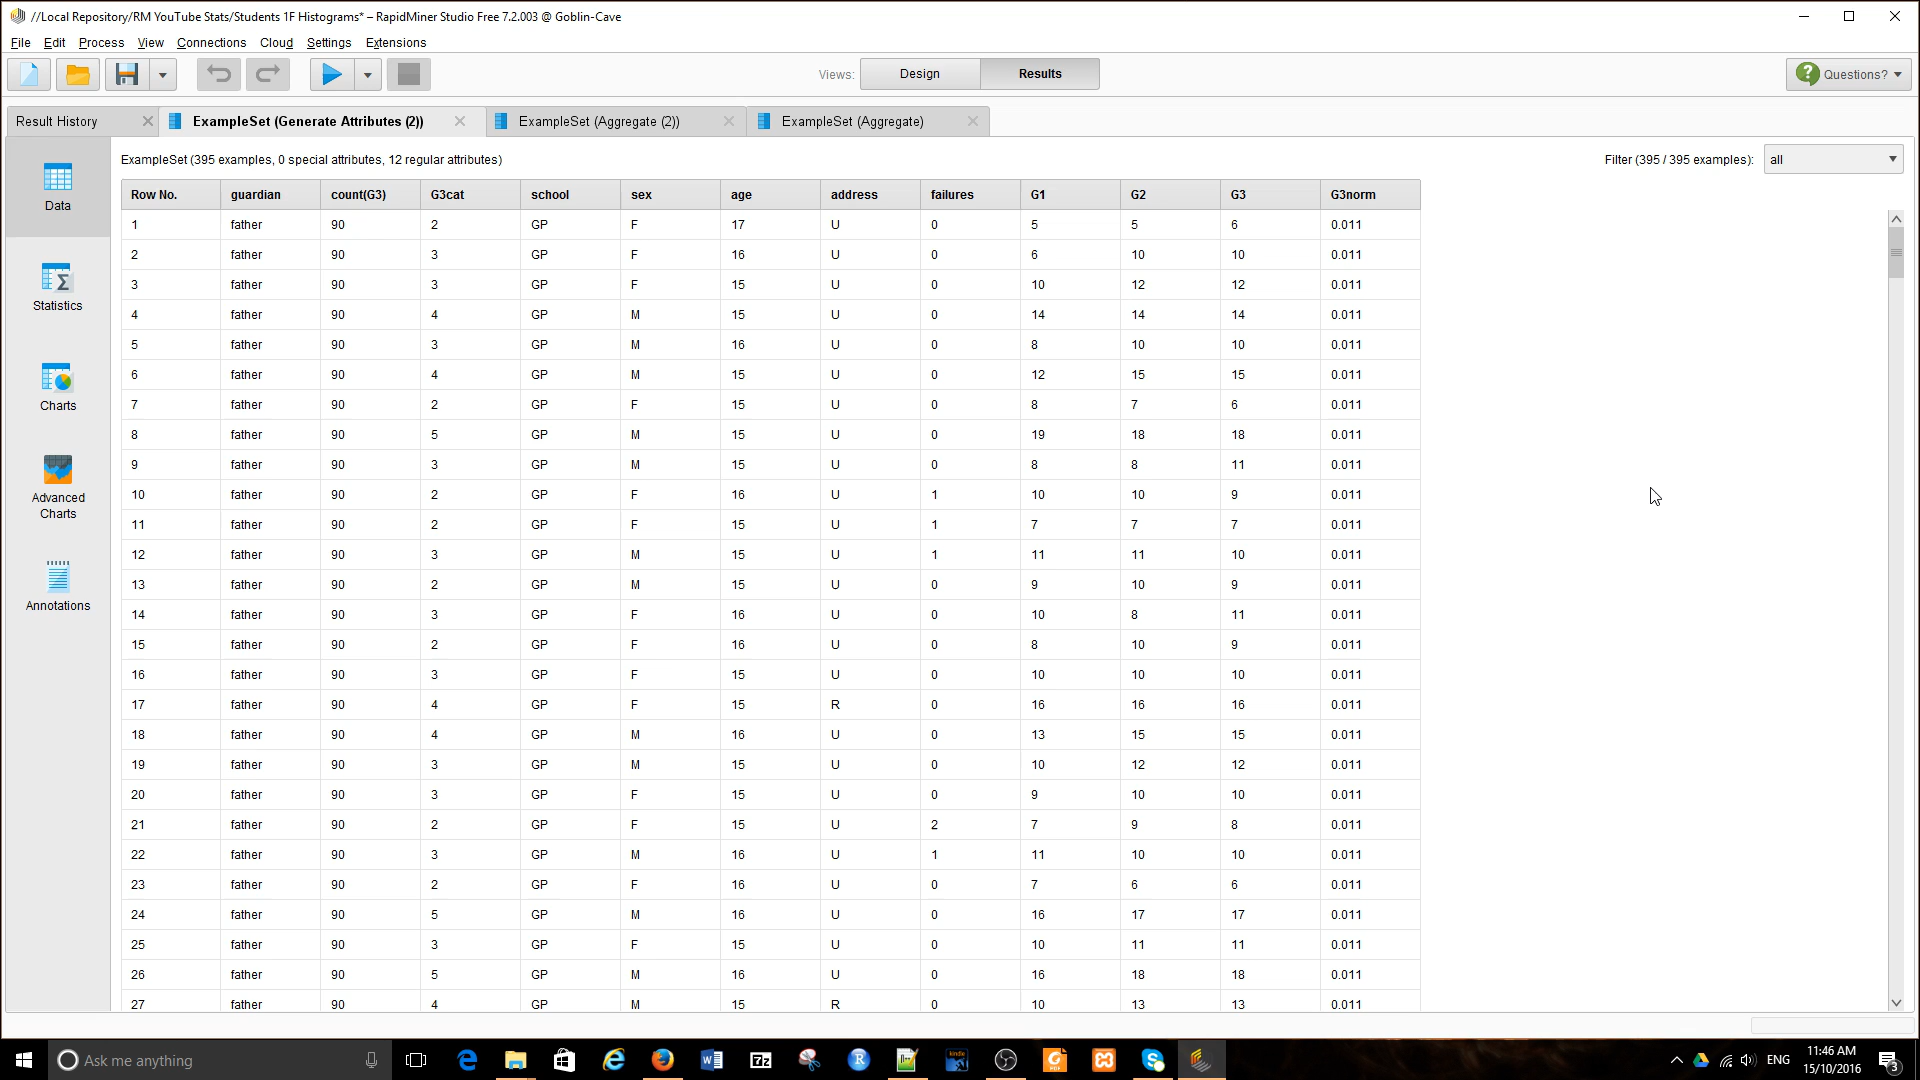 //Local Repository/RM YouTube Stats/Students 1F Histograms* – RapidMiner Studio Free 7.2.003 @ Goblin-Cave
File Edit Process View Connections Cloud Settings Extensions
Views: Design Results Questions?
Result History ExampleSet (Generate Attributes (2)) ExampleSet (Aggregate (2)) ExampleSet (Aggregate)
ExampleSet (395 examples, 0 special attributes, 12 regular attributes) Filter (395 / 395 examples): all
Data
Statistics
Charts
Advanced
Charts
Annotations
Row No. guardian count(G3) G3cat school sex age address failures G1 G2 G3 G3norm
1 father 90 2 GP F 17 U 0 5 5 6 0.011
2 father 90 3 GP F 16 U 0 6 10 10 0.011
3 father 90 3 GP F 15 U 0 10 12 12 0.011
4 father 90 4 GP M 15 U 0 14 14 14 0.011
5 father 90 3 GP M 16 U 0 8 10 10 0.011
6 father 90 4 GP M 15 U 0 12 15 15 0.011
7 father 90 2 GP F 15 U 0 8 7 6 0.011
8 father 90 5 GP M 15 U 0 19 18 18 0.011
9 father 90 3 GP M 15 U 0 8 8 11 0.011
10 father 90 2 GP F 16 U 1 10 10 9 0.011
11 father 90 2 GP F 15 U 1 7 7 7 0.011
12 father 90 3 GP M 15 U 1 11 11 10 0.011
13 father 90 2 GP M 15 U 0 9 10 9 0.011
14 father 90 3 GP F 16 U 0 10 8 11 0.011
15 father 90 2 GP F 16 U 0 8 10 9 0.011
16 father 90 3 GP F 15 U 0 10 10 10 0.011
17 father 90 4 GP F 15 R 0 16 16 16 0.011
18 father 90 4 GP M 16 U 0 13 15 15 0.011
19 father 90 3 GP M 15 U 0 10 12 12 0.011
20 father 90 3 GP F 15 U 0 9 10 10 0.011
21 father 90 2 GP F 15 U 2 7 9 8 0.011
22 father 90 3 GP M 16 U 1 11 10 10 0.011
23 father 90 2 GP F 16 U 0 7 6 6 0.011
24 father 90 5 GP M 16 U 0 16 17 17 0.011
25 father 90 3 GP F 15 U 0 10 11 11 0.011
26 father 90 5 GP M 16 U 0 16 18 18 0.011
27 father 90 4 GP M 15 R 0 10 13 13 0.011
Ask me anything
7z
kindle
ENG
11:46 AM
15/10/2016
3